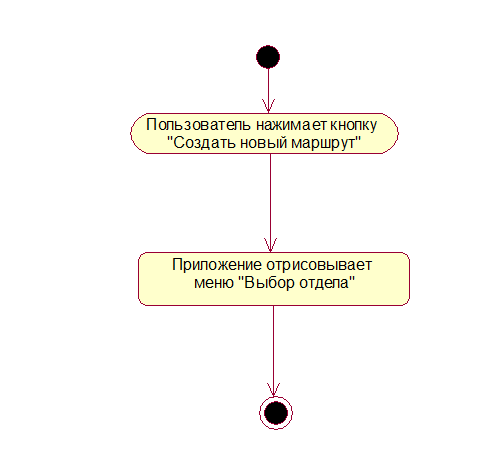 Пользователь нажимает кнопку
"Создать новый маршрут"
Приложение отрисовывает
меню "Выбор отдела"